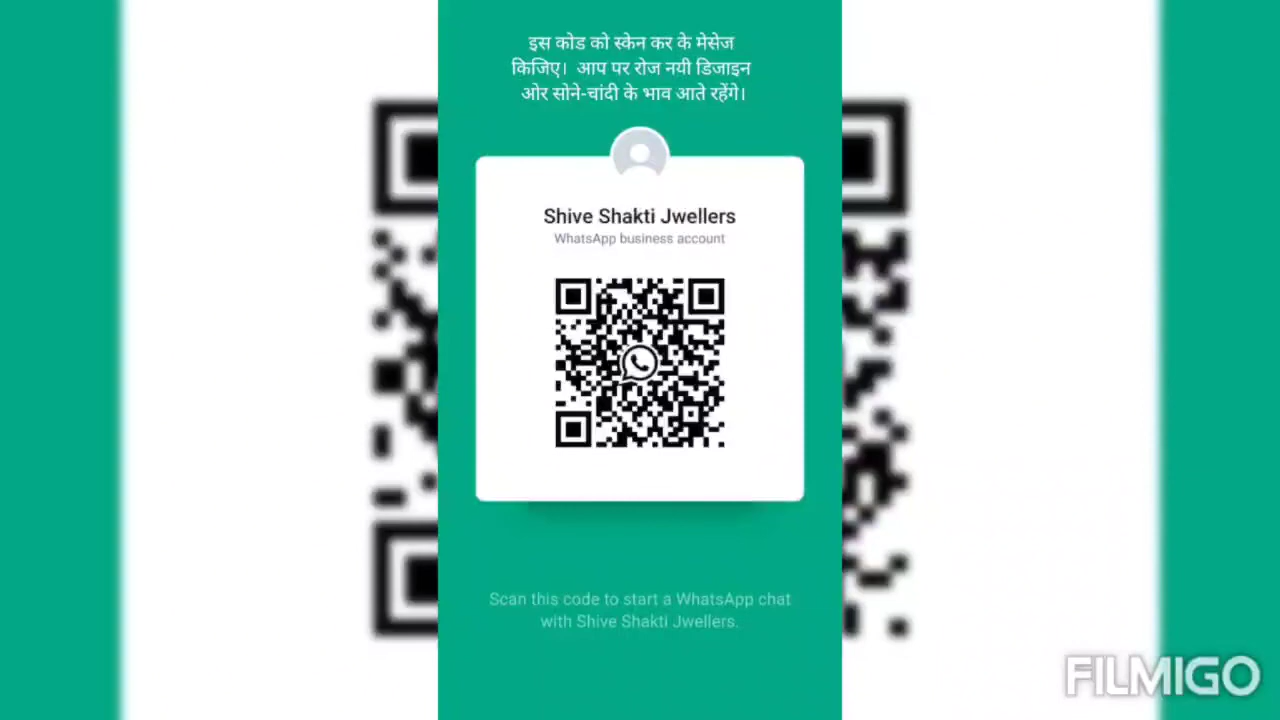 इस कोड को स्केन कर के मेसेज
किजिए। आप पर रोज नयी डिजाइन
ओर सोने-चांदी के भाव आते रहेंगे।
Shive Shakti Jwellers
WhatsApp business account
Scan this code to start a WhatsApp chat
with Shive Shakti Jwellers.
FILMIGO